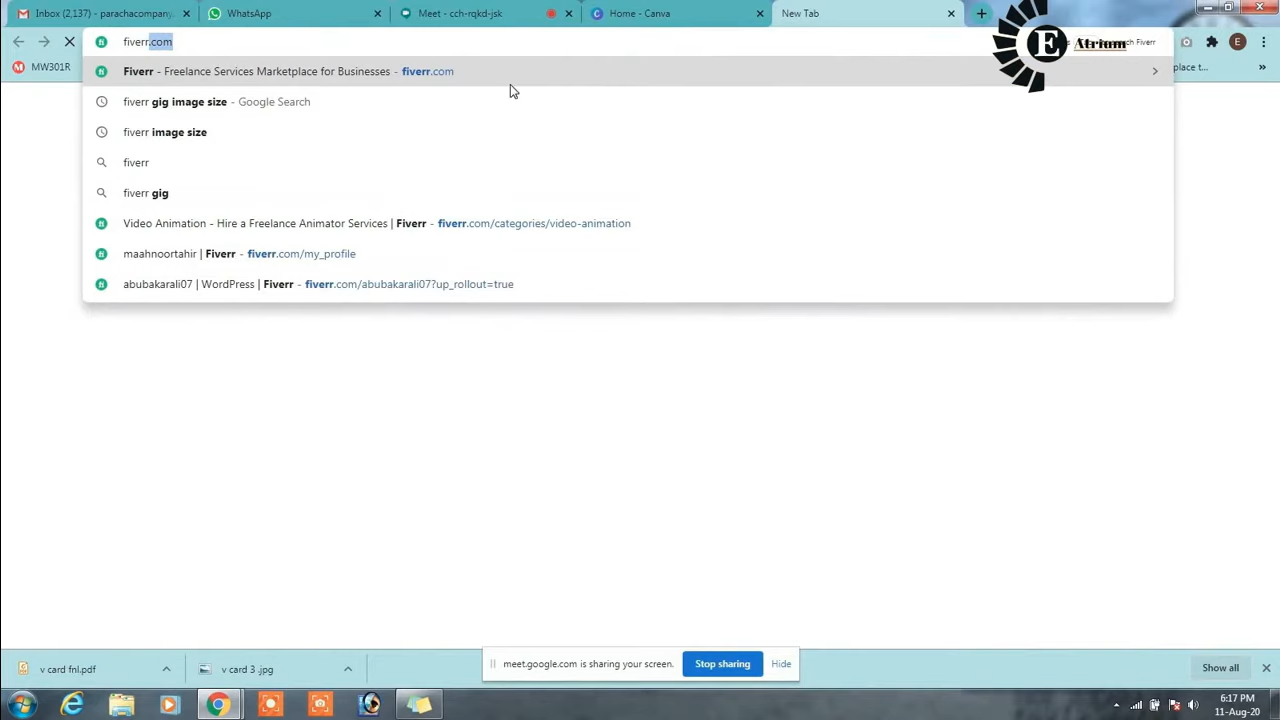 Inbox (2,137) - parachacompany.
WhatsApp
Meet - cch-rqkd-jsk
Home - Canva
New Tab
fiverr.com
MW301R
place t...
Fiverr - Freelance Services Marketplace for Businesses - fiverr.com
fiverr gig image size - Google Search
fiverr image size
fiverr
fiverr gig
Video Animation - Hire a Freelance Animator Services | Fiverr - fiverr.com/categories/video-animation
maahnoortahir | Fiverr - fiverr.com/my_profile
abubakarali07 | WordPress | Fiverr - fiverr.com/abubakarali07?up_rollout=true
E Atrium
Fiverr
E
v card fnl.pdf
v card 3 .jpg
meet.google.com is sharing your screen.
Stop sharing
Hide
Show all
6:17 PM
11-Aug-20